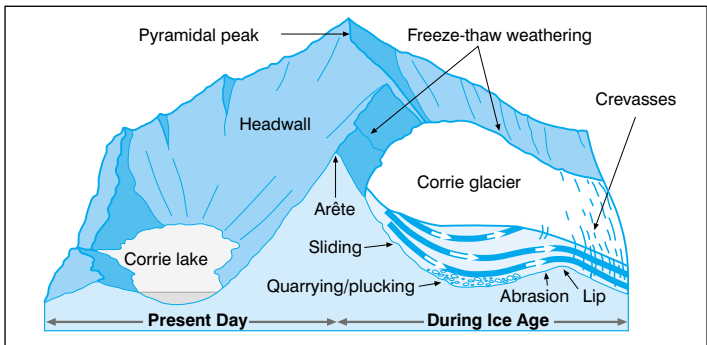 Pyramidal peak
Freeze-thaw weathering
Crevasses
Headwall
Corrie glacier
Arête
Sliding
Corrie lake
Quarrying/plucking
Abrasion
Lip
Present Day
During Ice Age